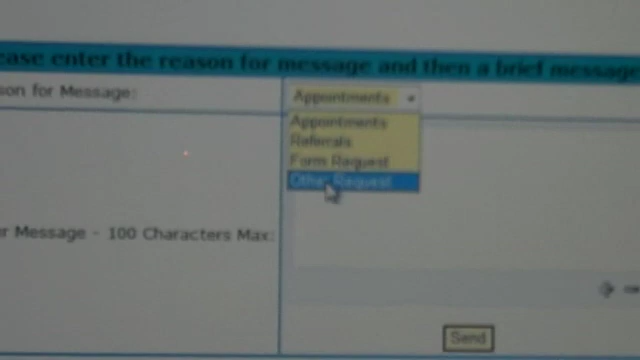 ease enter the reason for message and then a brief message
son for Message:
Appointments
Appointments
Referrals
Form Request
Other Request
r Message - 100 Characters Max:
Send